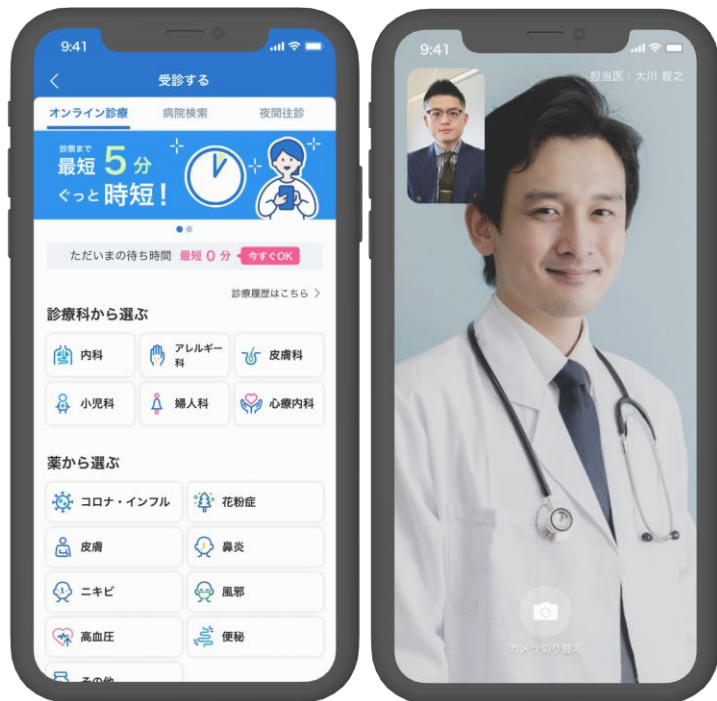 9:41
受診する
オンライン診療 病院検索 夜間往診
診察まで
最短5分
ぐっと時短!
ただいまの待ち時間 最短 0 分 今すぐOK
診療履歴はこちら
診療科から選ぶ
内科 アレルギー科 皮膚科
小児科 婦人科 心療内科
薬から選ぶ
コロナ・インフル 花粉症
皮膚 鼻炎
ニキビ 風邪
高血圧 便秘
その他
9:41
担当医:大川 智之
カメラ切り替え